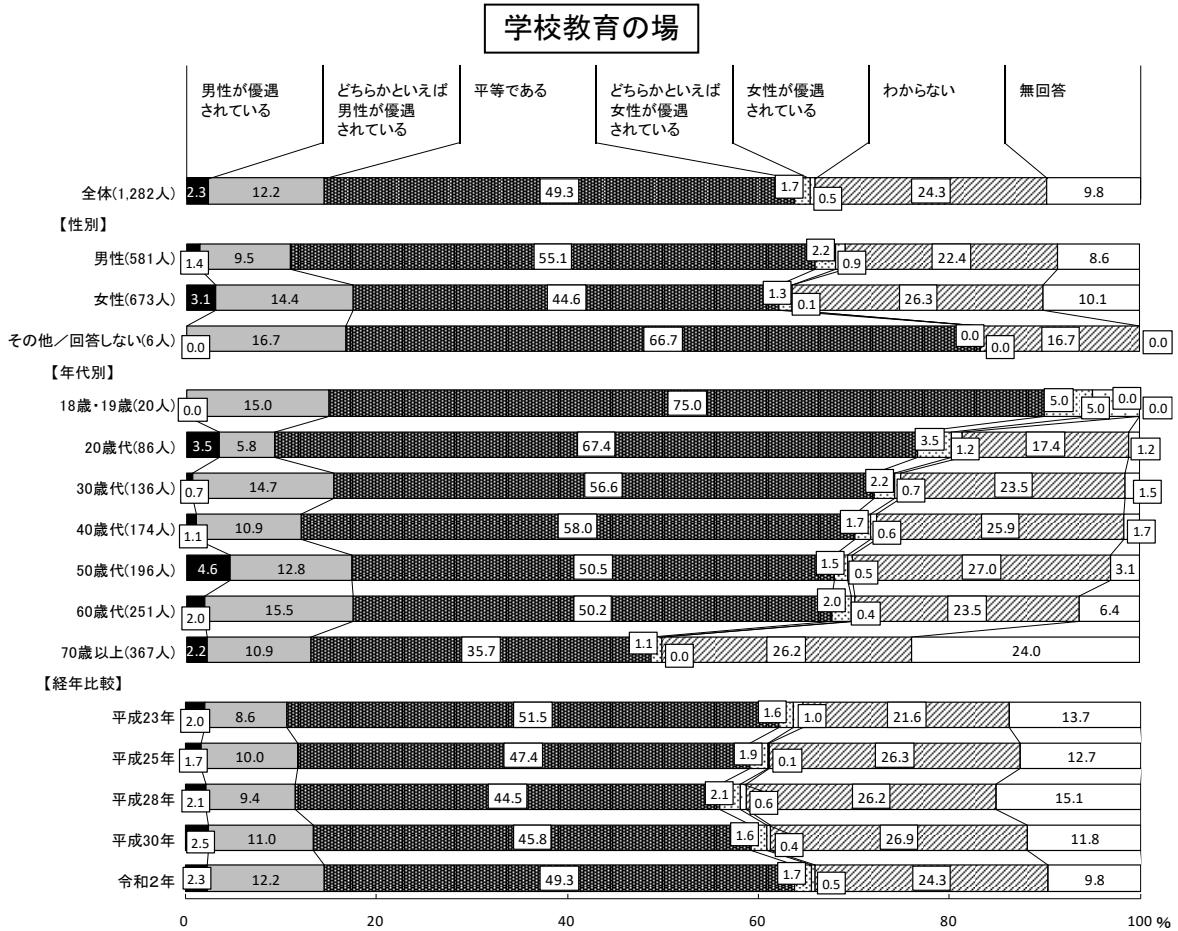 学校教育の場
男性が優遇
されている
どちらかといえば
男性が優遇
されている
平等である
どちらかといえば
女性が優遇
されている
女性が優遇
されている
わからない
無回答
全体(1,282人) 2.3 12.2 49.3 1.7 0.5 24.3 9.8
【性別】
男性(581人) 1.4 9.5 55.1 2.2 0.9 22.4 8.6
女性(673人) 3.1 14.4 44.6 1.3 0.1 26.3 10.1
その他／回答しない(6人) 0.0 16.7 66.7 0.0 0.0 16.7 0.0
【年代別】
18歳・19歳(20人) 0.0 15.0 75.0 5.0 5.0 0.0 0.0
20歳代(86人) 3.5 5.8 67.4 3.5 1.2 17.4 1.2
30歳代(136人) 0.7 14.7 56.6 2.2 0.7 23.5 1.5
40歳代(174人) 1.1 10.9 58.0 1.7 0.6 25.9 1.7
50歳代(196人) 4.6 12.8 50.5 1.5 0.5 27.0 3.1
60歳代(251人) 2.0 15.5 50.2 2.0 0.4 23.5 6.4
70歳以上(367人) 2.2 10.9 35.7 1.1 0.0 26.2 24.0
【経年比較】
平成23年 2.0 8.6 51.5 1.6 1.0 21.6 13.7
平成25年 1.7 10.0 47.4 1.9 0.1 26.3 12.7
平成28年 2.1 9.4 44.5 2.1 0.6 26.2 15.1
平成30年 2.5 11.0 45.8 1.6 0.4 26.9 11.8
令和２年 2.3 12.2 49.3 1.7 0.5 24.3 9.8
0 20 40 60 80 100 %